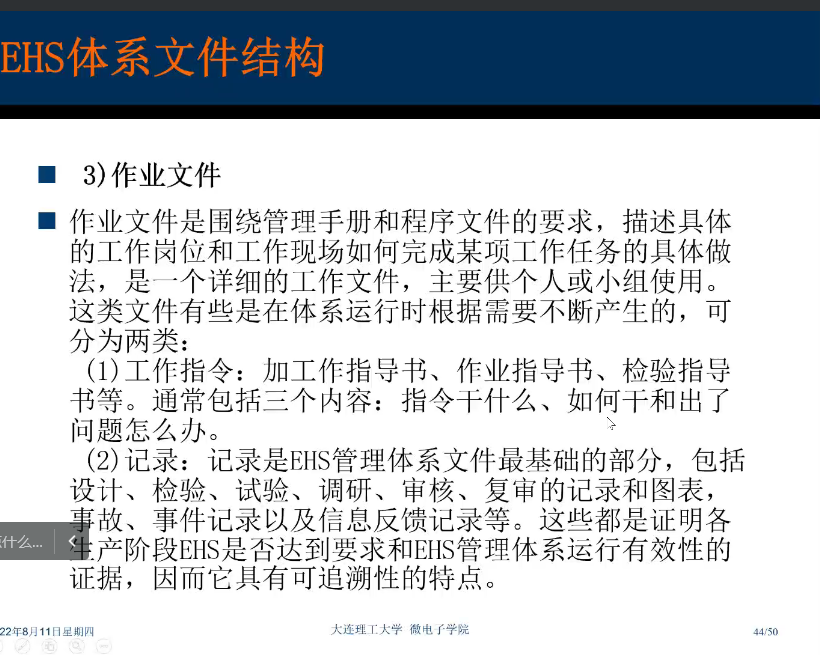 EHS体系文件结构
3)作业文件
作业文件是围绕管理手册和程序文件的要求，描述具体
的工作岗位和工作现场如何完成某项工作任务的具体做
法，是一个详细的工作文件，主要供个人或小组使用。
这类文件有些是在体系运行时根据需要不断产生的，可
分为两类：
(1)工作指令：加工作指导书、作业指导书、检验指导
书等。通常包括三个内容：指令干什么、如何干和出了
问题怎么办。
(2)记录：记录是EHS管理体系文件最基础的部分，包括
设计、检验、试验、调研、审核、复审的记录和图表，
事故、事件记录以及信息反馈记录等。这些都是证明各
生产阶段EHS是否达到要求和EHS管理体系运行有效性的
证据，因而它具有可追溯性的特点。
什么...
22年8月11日星期四
大连理工大学 微电子学院
44/50